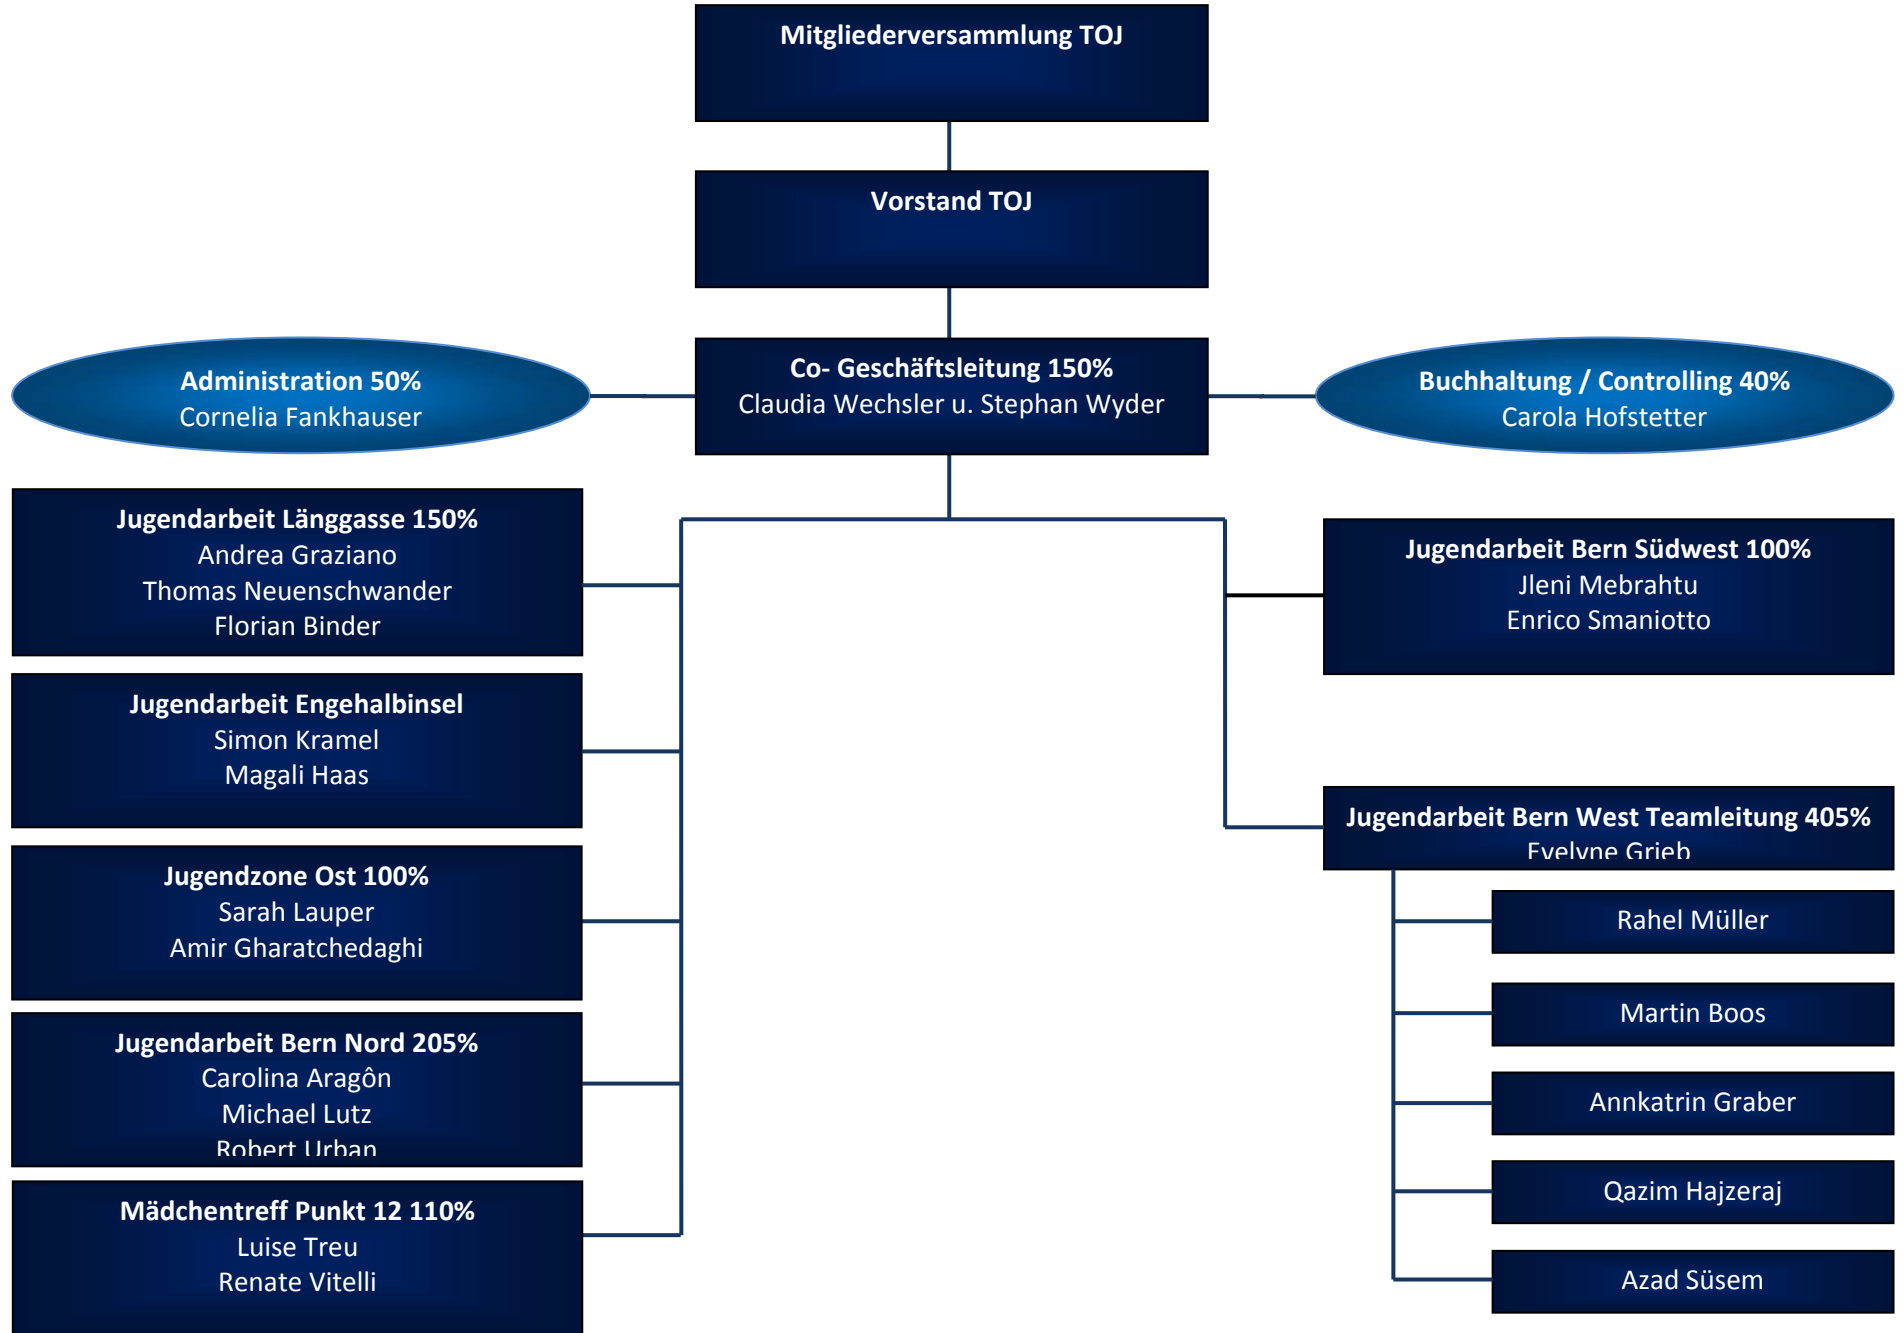 Mitgliederversammlung TOJ
Vorstand TOJ
Co- Geschäftsleitung 150%
Claudia Wechsler u. Stephan Wyder
Administration 50%
Cornelia Fankhauser
Buchhaltung / Controlling 40%
Carola Hofstetter
Jugendarbeit Länggasse 150%
Andrea Graziano
Thomas Neuenschwander
Florian Binder
Jugendarbeit Engehalbinsel
Simon Kramel
Magali Haas
Jugendzone Ost 100%
Sarah Lauper
Amir Gharatchedaghi
Jugendarbeit Bern Nord 205%
Carolina Aragôn
Michael Lutz
Robert Urban
Mädchentreff Punkt 12 110%
Luise Treu
Renate Vitelli
Jugendarbeit Bern Südwest 100%
Jleni Mebrahtu
Enrico Smaniotto
Jugendarbeit Bern West Teamleitung 405%
Evelyne Grieb
Rahel Müller
Martin Boos
Annkatrin Graber
Qazim Hajzeraj
Azad Süsem